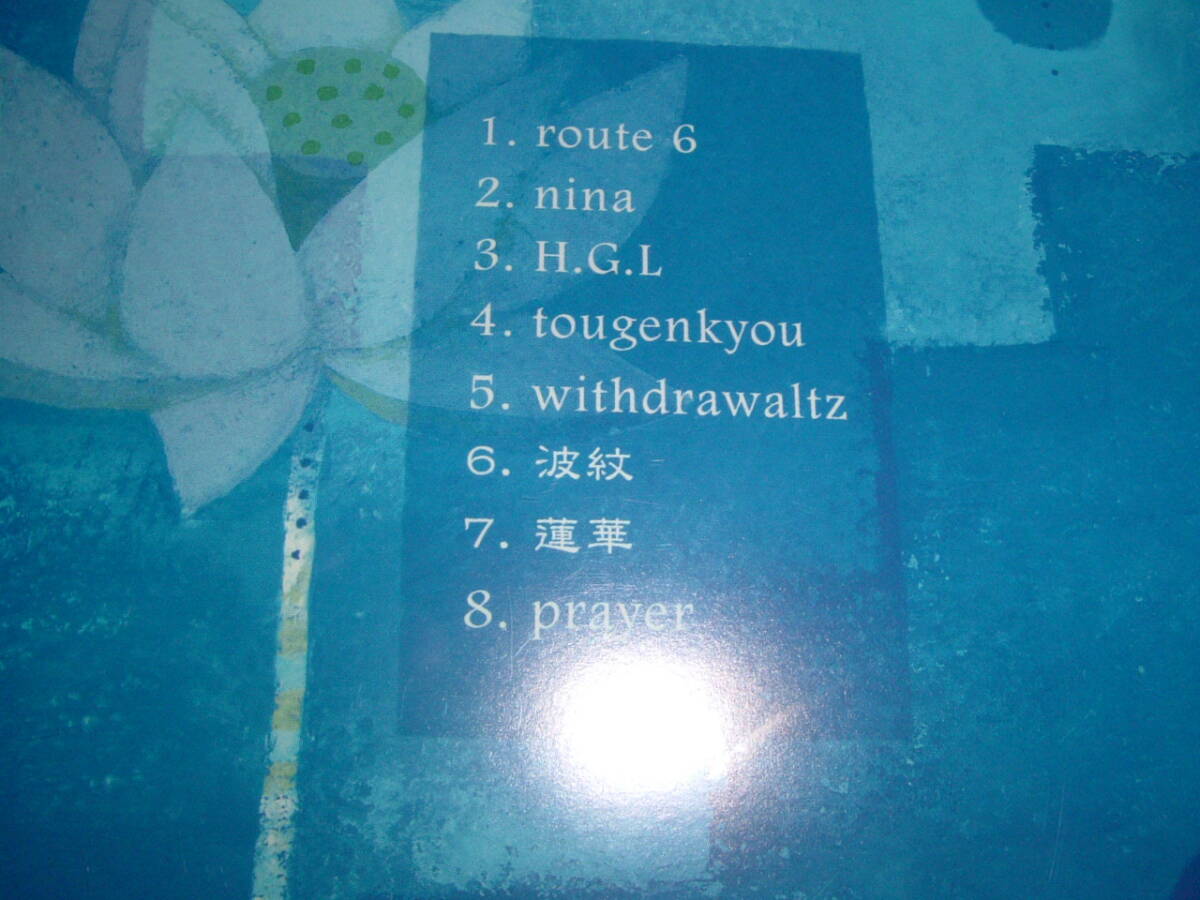 1. route 6
2. nina
3. H.G.L
4. tougenkyou
5. withdrawaltz
6. 波紋
7. 蓮華
8. prayer